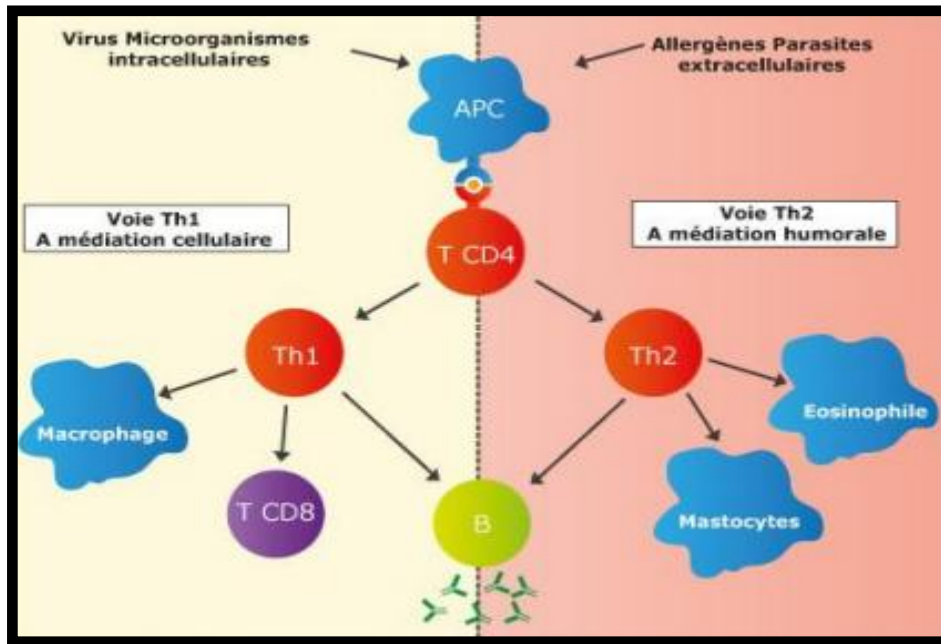 Virus Microorganismes
intracellulaires
Allergènes Parasites
extracellulaires
APC
Voie Th1
A médiation cellulaire
Voie Th2
A médiation humorale
T CD4
Th1
Th2
Macrophage
Eosinophile
T CD8
B
Mastocytes